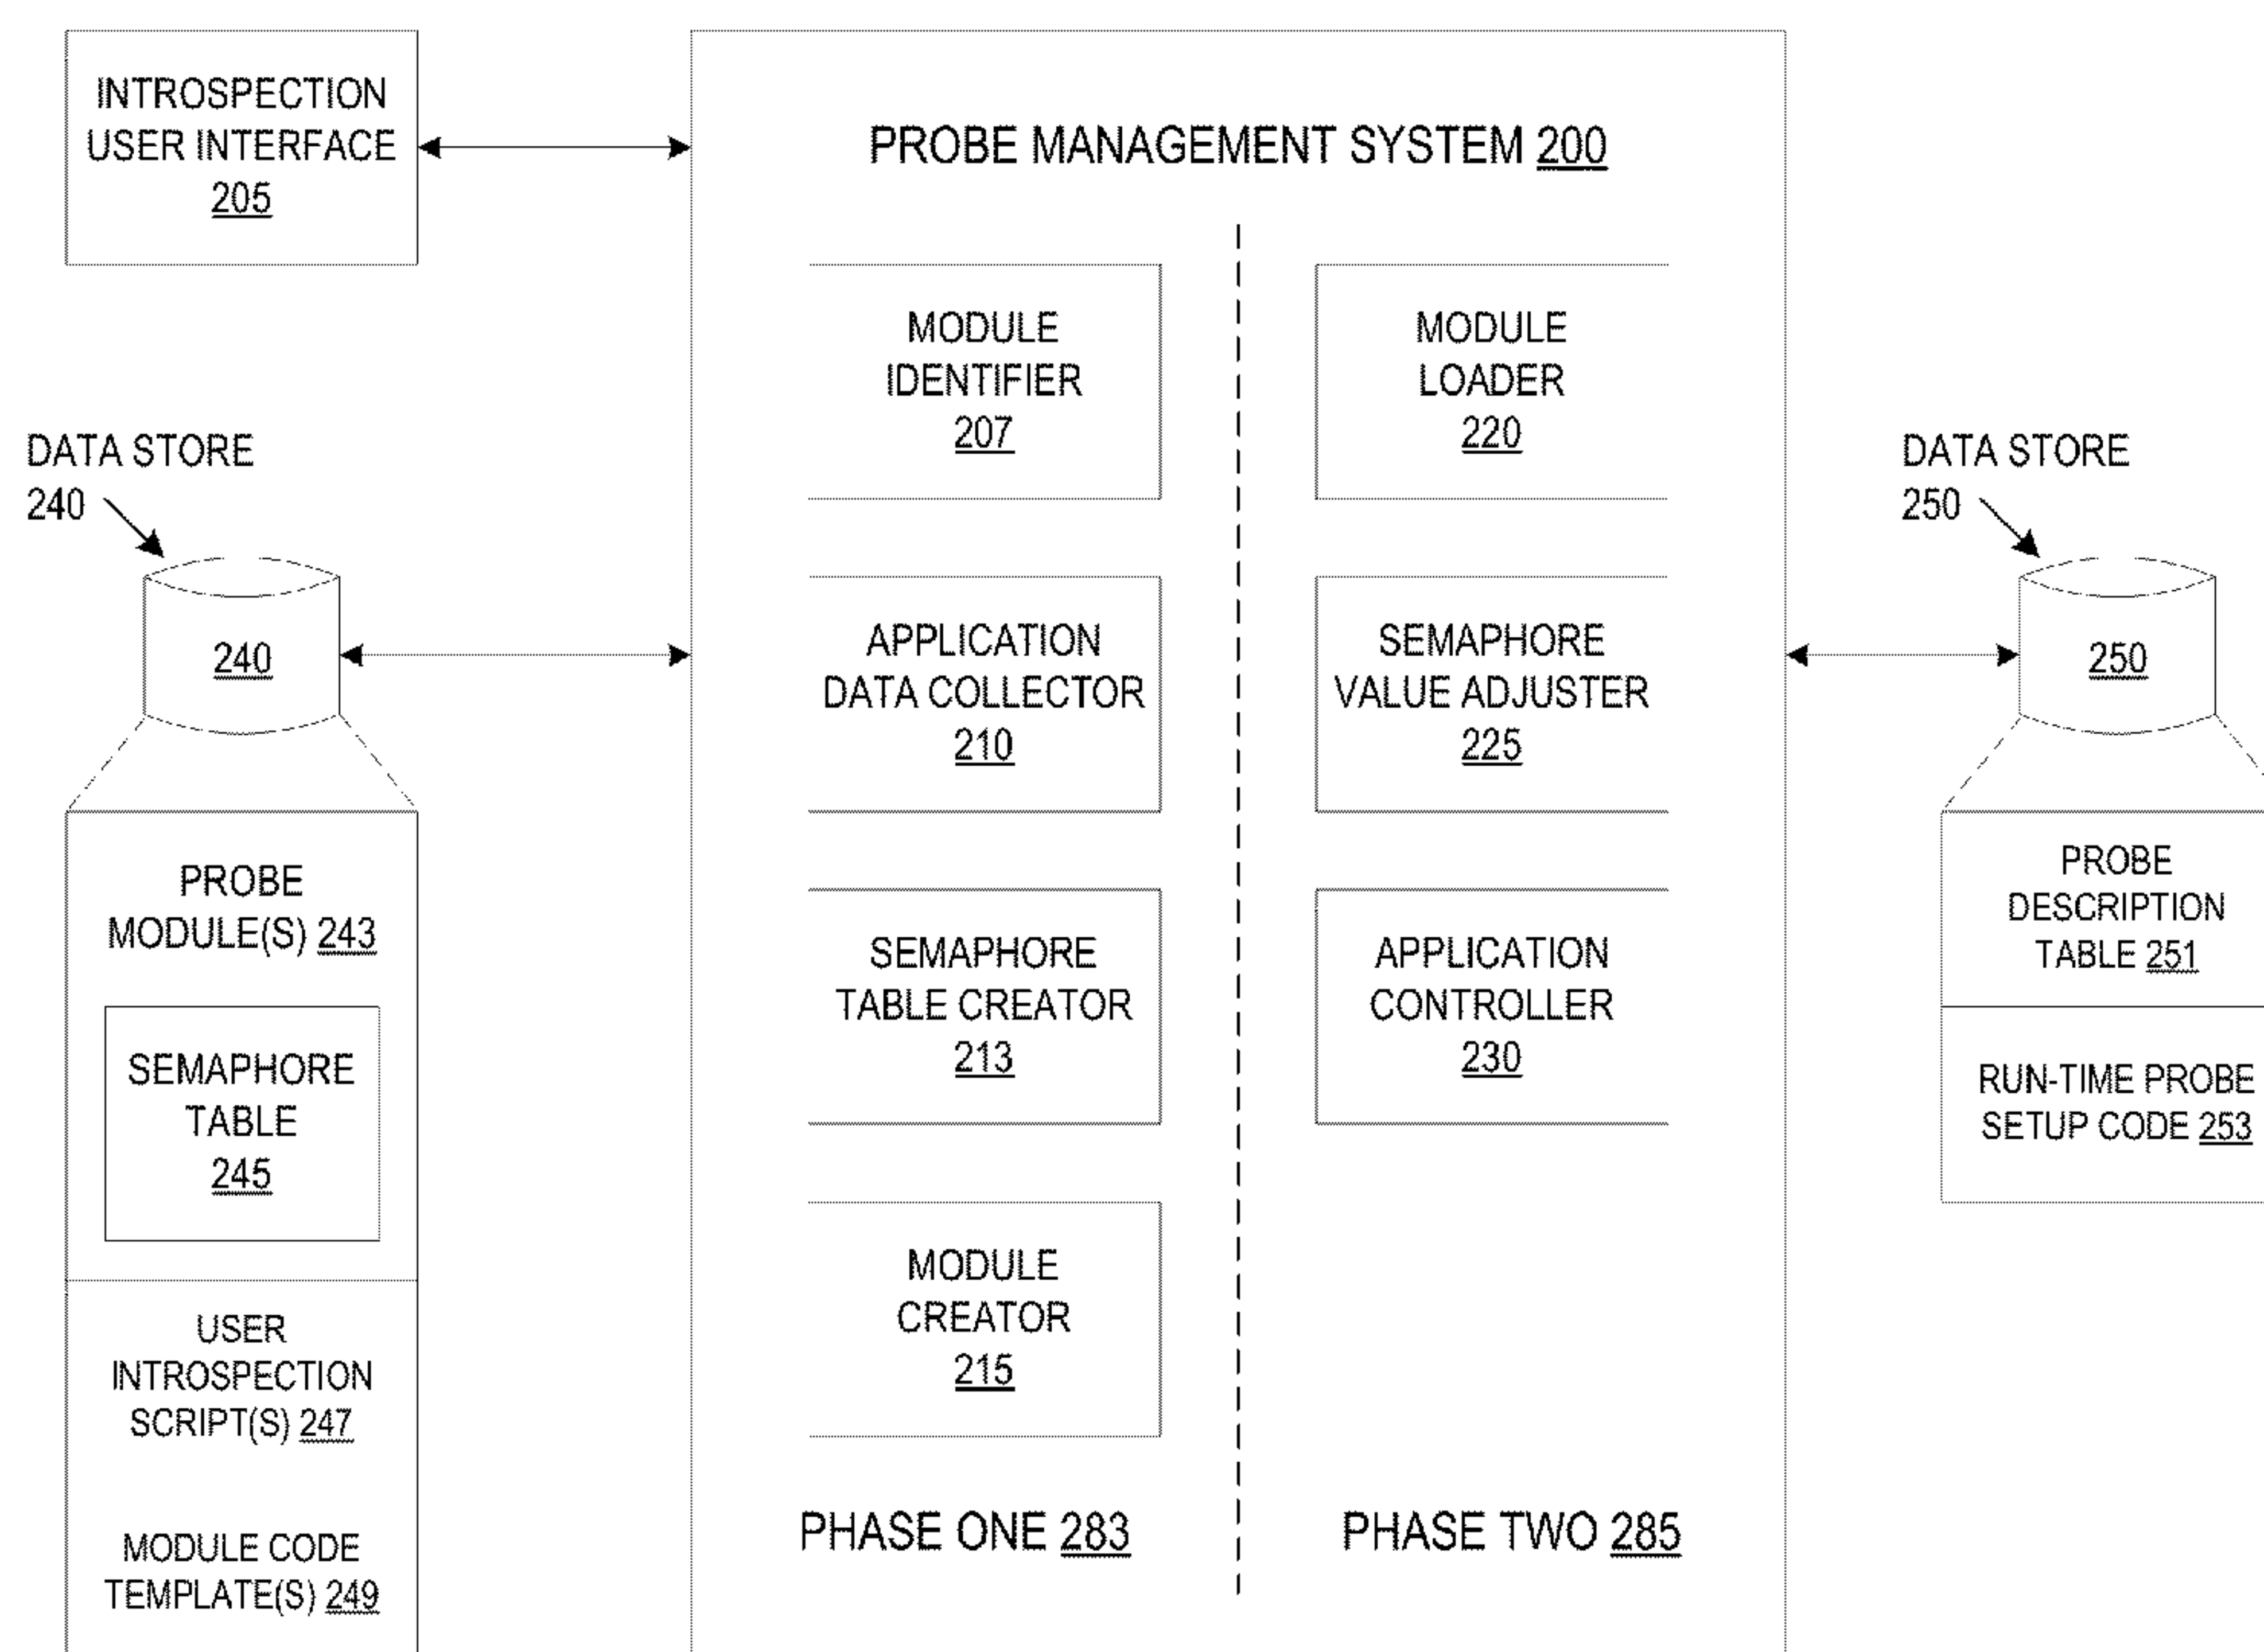 INTROSPECTION
USER INTERFACE
205
PROBE MANAGEMENT SYSTEM 200
MODULE
IDENTIFIER
207
MODULE
LOADER
220
DATA STORE
240
240
APPLICATION
DATA COLLECTOR
210
SEMAPHORE
VALUE ADJUSTER
225
DATA STORE
250
250
PROBE
MODULE(S) 243
SEMAPHORE
TABLE
245
SEMAPHORE
TABLE CREATOR
213
APPLICATION
CONTROLLER
230
PROBE
DESCRIPTION
TABLE 251
RUN-TIME PROBE
SETUP CODE 253
USER
INTROSPECTION
SCRIPT(S) 247
MODULE CODE
TEMPLATE(S) 249
MODULE
CREATOR
215
PHASE ONE 283
PHASE TWO 285